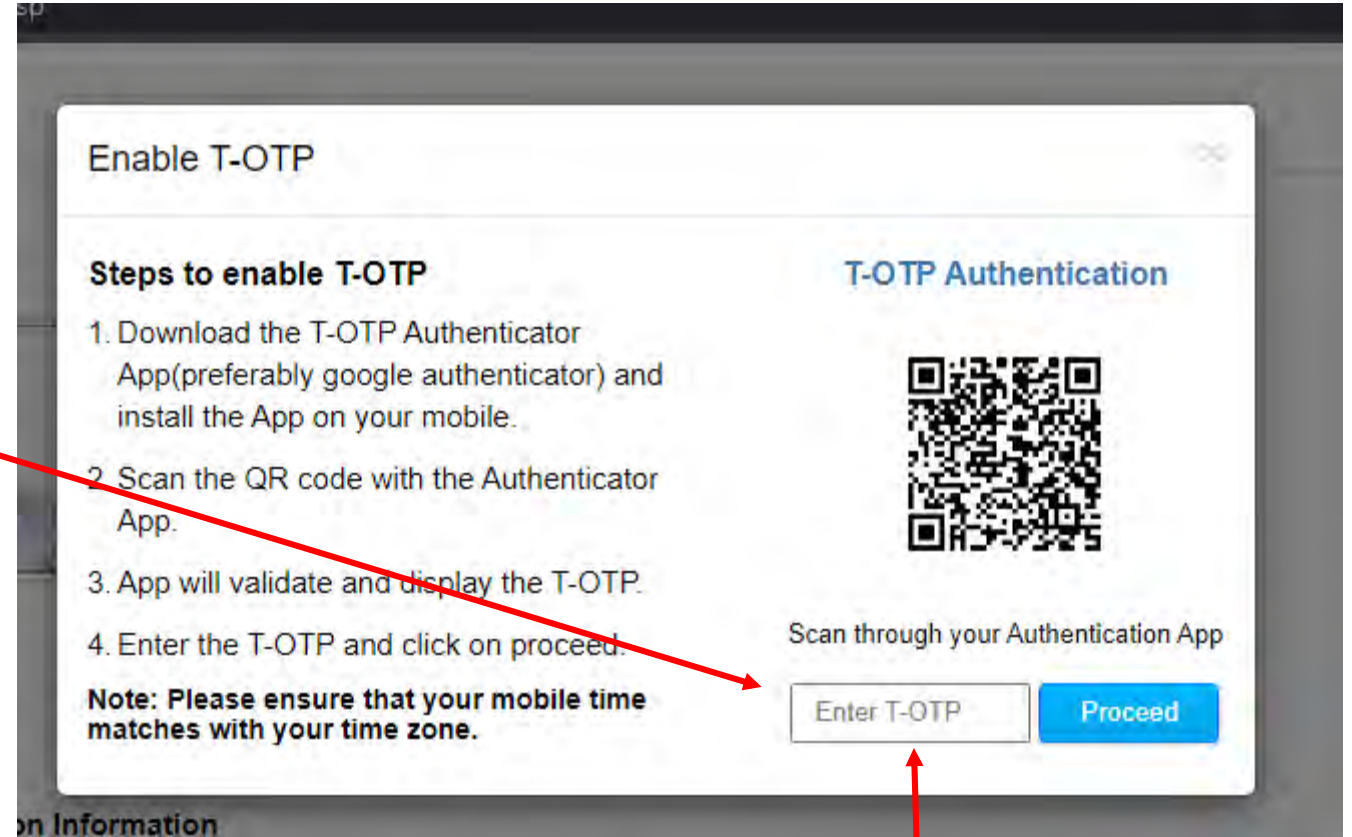 sp
Enable T-OTP
Steps to enable T-OTP
1. Download the T-OTP Authenticator
App(preferably google authenticator) and
install the App on your mobile.
2. Scan the QR code with the Authenticator
App.
3. App will validate and display the T-OTP.
4. Enter the T-OTP and click on proceed.
Note: Please ensure that your mobile time
matches with your time zone.
T-OTP Authentication
Scan through your Authentication App
Enter T-OTP
Proceed
on Information